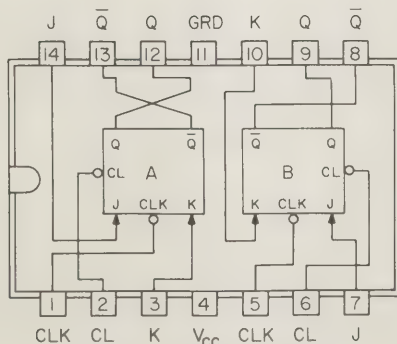 J Q̅ Q GRD K Q Q̅
14 13 12 11 10 9 8
Q Q̅ Q̅ Q
CL A B CL
J CLK K K CLK J
1 2 3 4 5 6 7
CLK CL K VCC CLK CL J